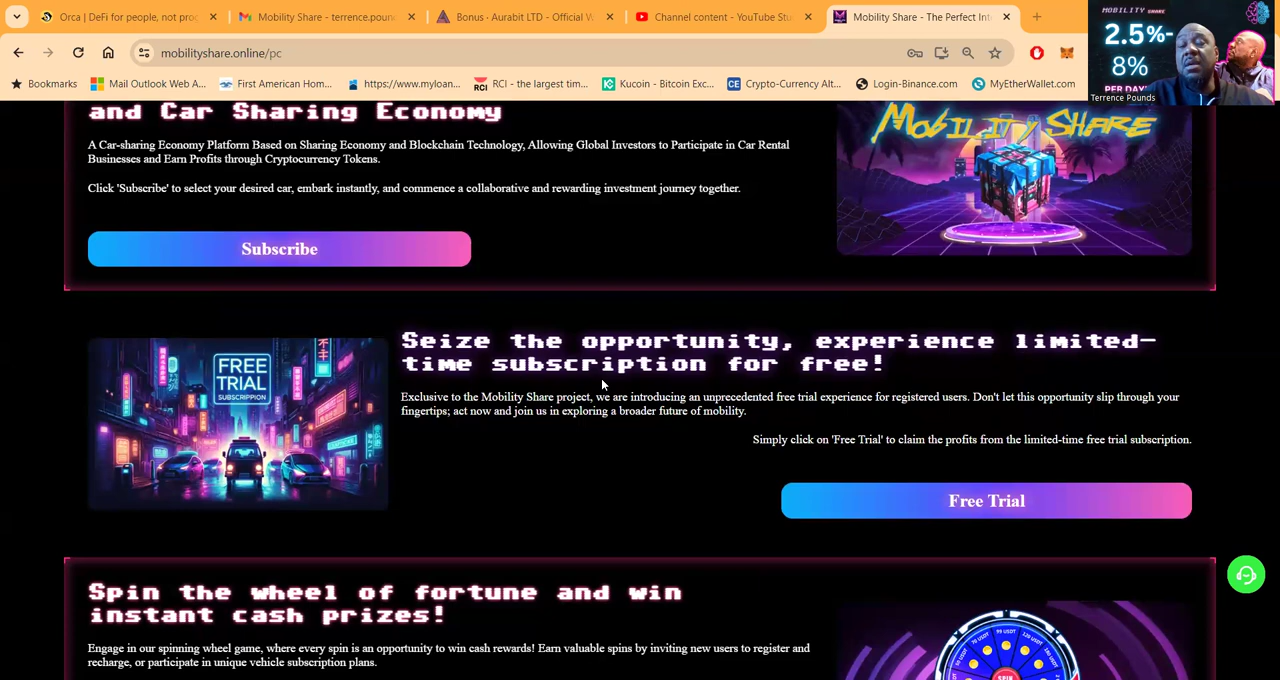 Orca | DeFi for people, not pro
Mobility Share - terrence.poun
Bonus · Aurabit LTD - Official W
Channel content - YouTube Stu
Mobility Share - The Perfect Int
mobilityshare.online/pc
Bookmarks
Mail Outlook Web A...
First American Hom...
https://www.myloan...
RCI - the largest tim...
Kucoin - Bitcoin Exc...
Crypto-Currency Alt...
Login-Binance.com
MyEtherWallet.com
MOBILITY SHARE
2.5%-
8%
PER DAY
Terrence Pounds
and Car Sharing Economy
A Car-sharing Economy Platform Based on Sharing Economy and Blockchain Technology, Allowing Global Investors to Participate in Car Rental
Businesses and Earn Profits through Cryptocurrency Tokens.
Click 'Subscribe' to select your desired car, embark instantly, and commence a collaborative and rewarding investment journey together.
Subscribe
MOBILITY SHARE
FREE
TRIAL
SUBSCRIPPION
Seize the opportunity, experience limited-
time subscription for free!
Exclusive to the Mobility Share project, we are introducing an unprecedented free trial experience for registered users. Don't let this opportunity slip through your
fingertips; act now and join us in exploring a broader future of mobility.
Simply click on 'Free Trial' to claim the profits from the limited-time free trial subscription.
Free Trial
Spin the wheel of fortune and win
instant cash prizes!
Engage in our spinning wheel game, where every spin is an opportunity to win cash rewards! Earn valuable spins by inviting new users to register and
recharge, or participate in unique vehicle subscription plans.
99 USDT
SPIN